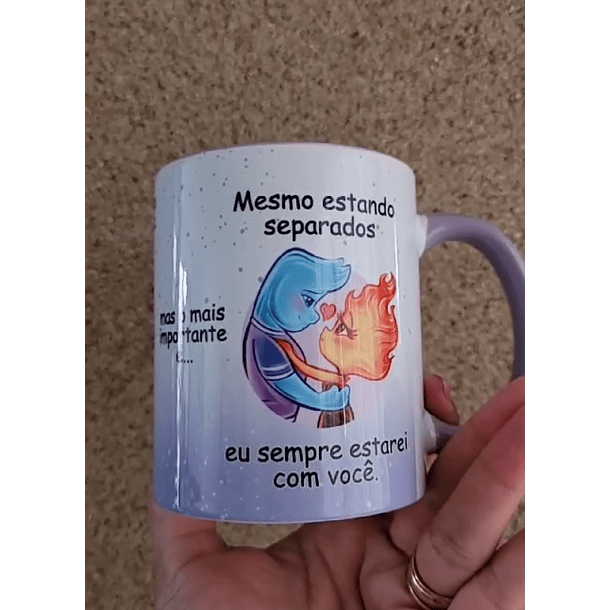 mas o mais
importante
é...
Mesmo estando
separados
eu sempre estarei
com você.